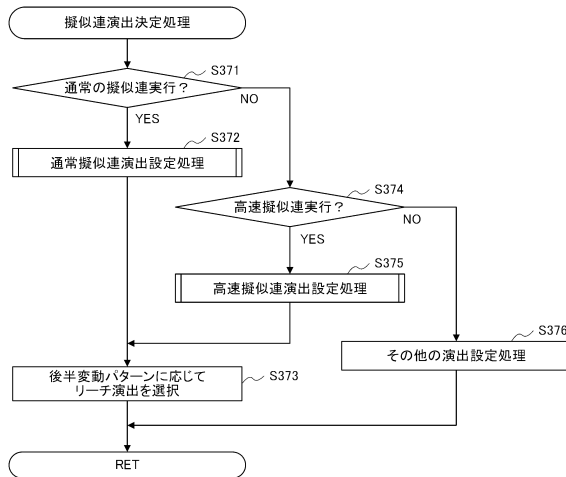 擬似連演出決定処理
S371
通常の擬似連実行？
NO
YES
S372
通常擬似連演出設定処理
S374
高速擬似連実行？
NO
YES
S375
高速擬似連演出設定処理
S376
その他の演出設定処理
S373
後半変動パターンに応じて
リーチ演出を選択
RET